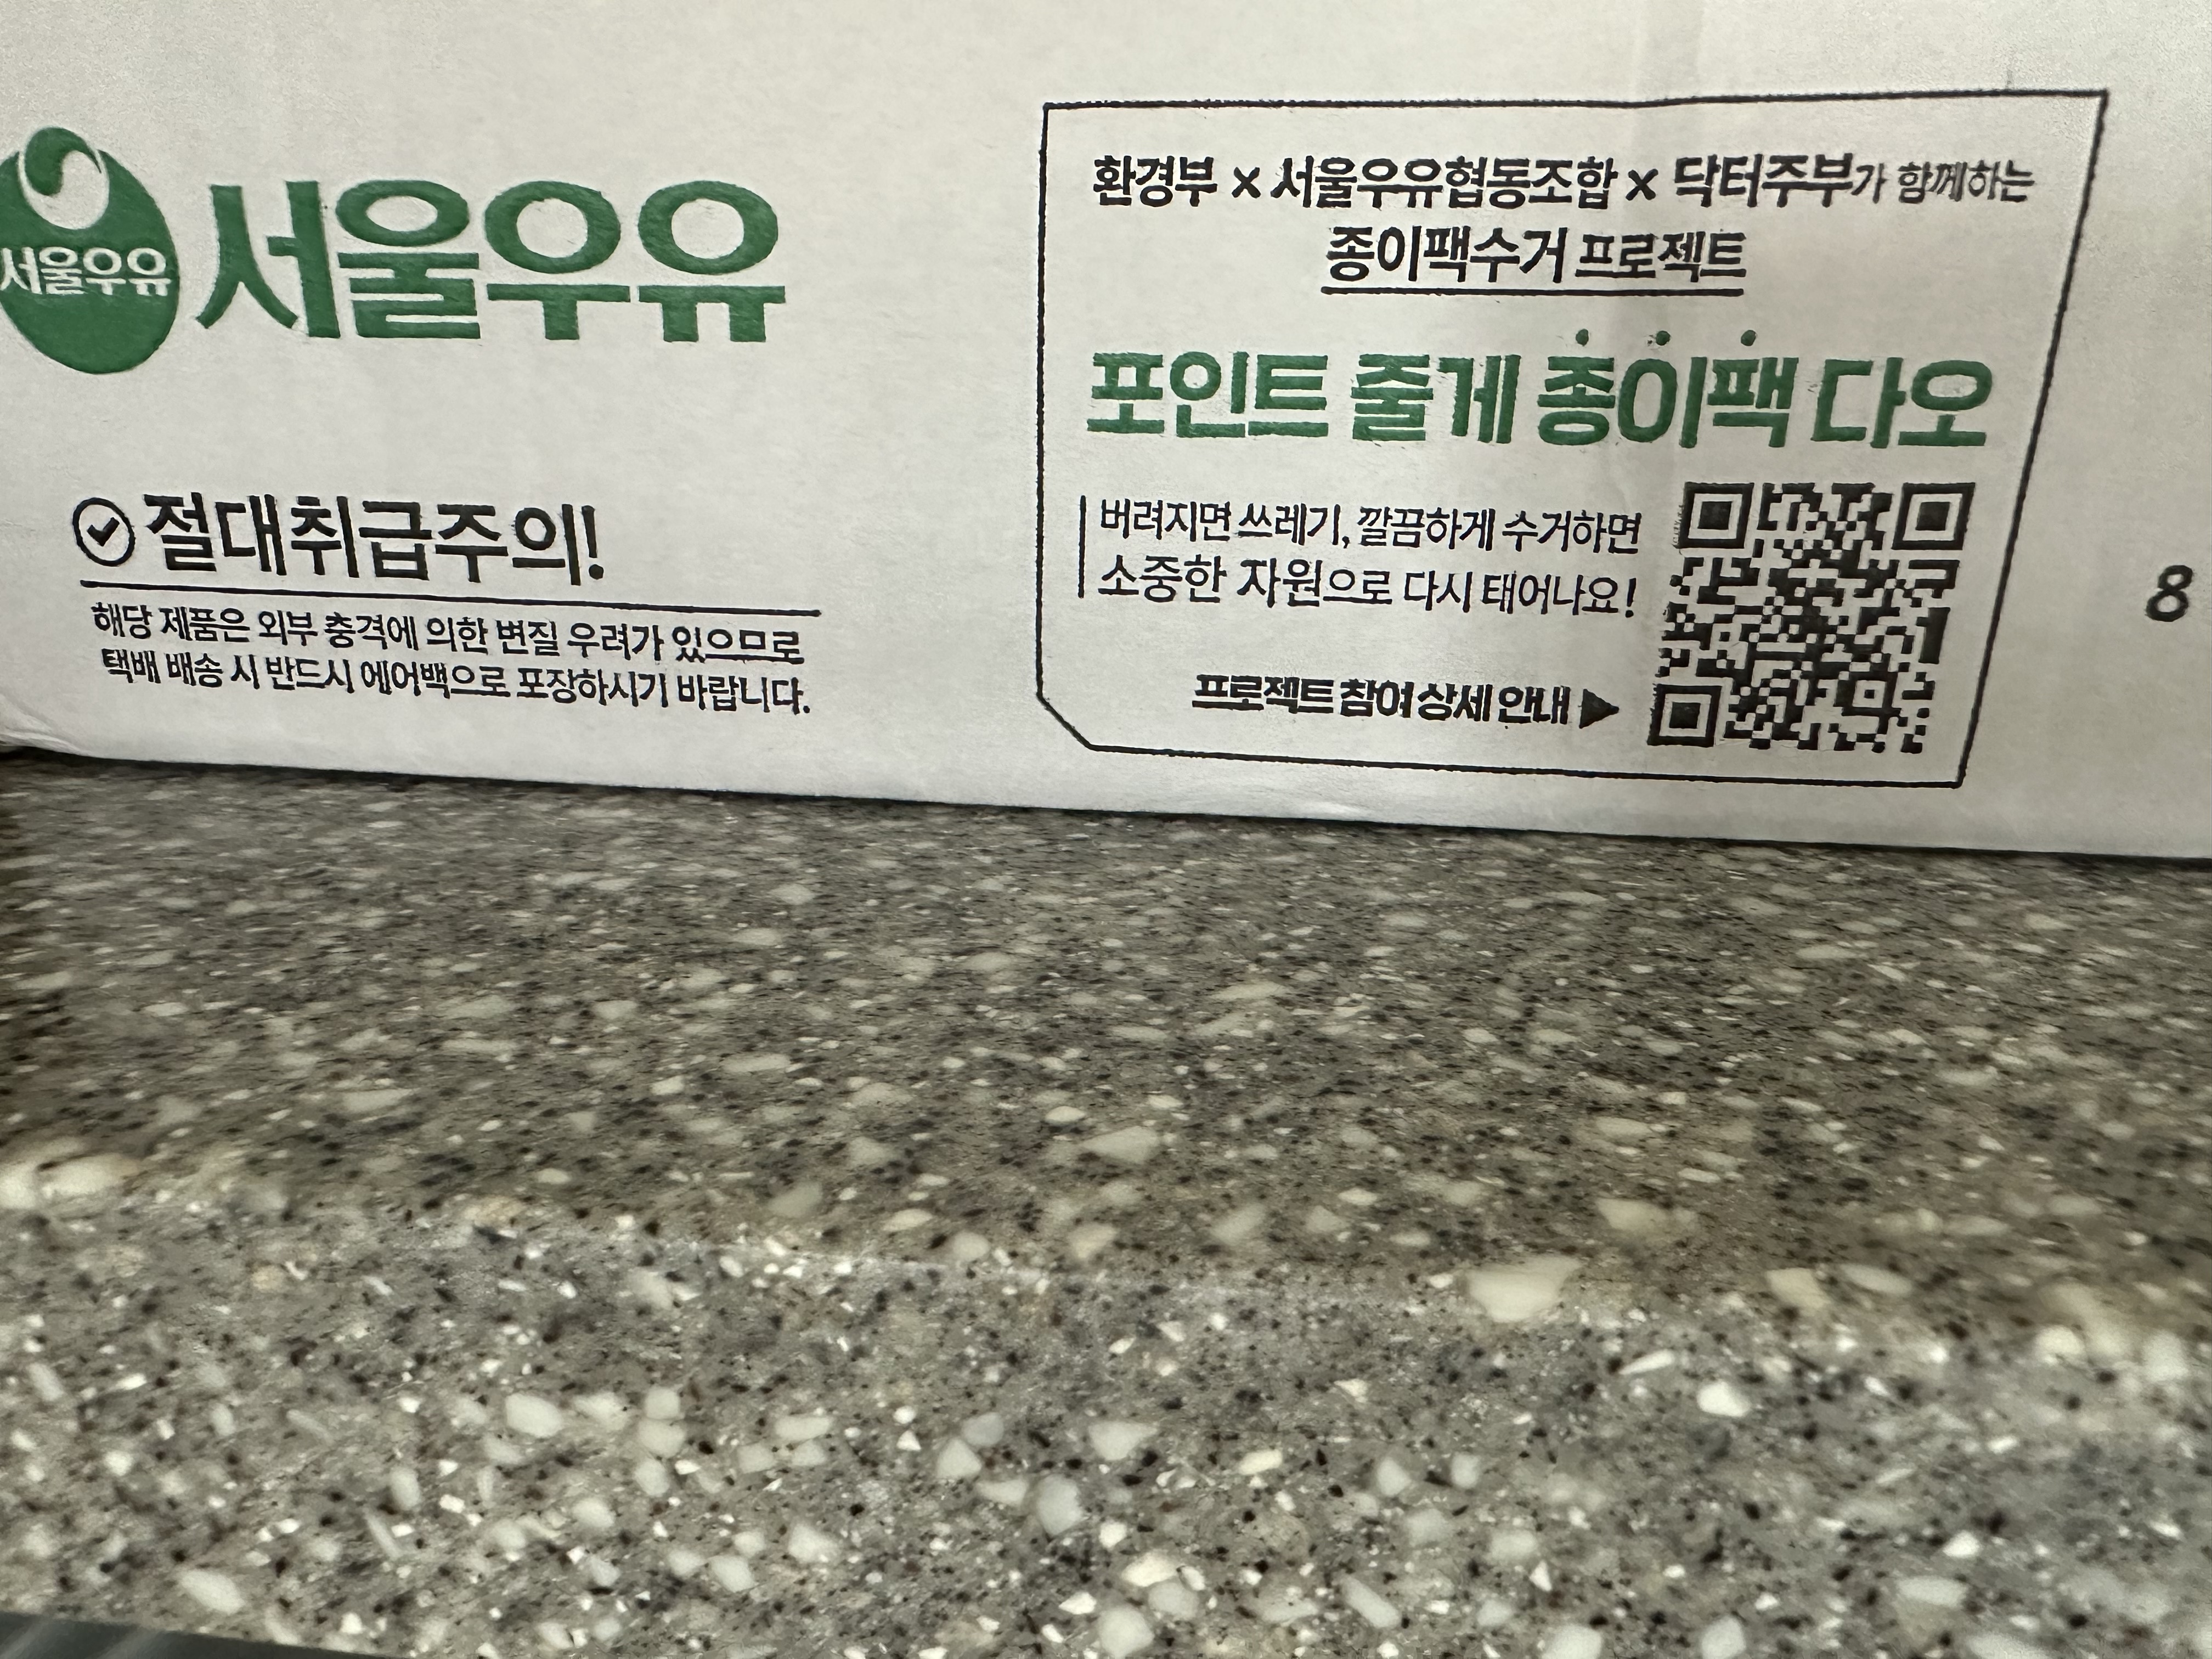 서울우유
서울우유
절대취급주의!
해당 제품은 외부 충격에 의한 변질 우려가 있으므로
택배 배송 시 반드시 에어백으로 포장하시기 바랍니다.
환경부 x 서울우유협동조합 x 닥터주부가 함께하는
종이팩수거 프로젝트
포인트 줄게 종이팩 다오
버려지면 쓰레기, 깔끔하게 수거하면
소중한 자원으로 다시 태어나요!
프로젝트 참여 상세 안내 ▶
8